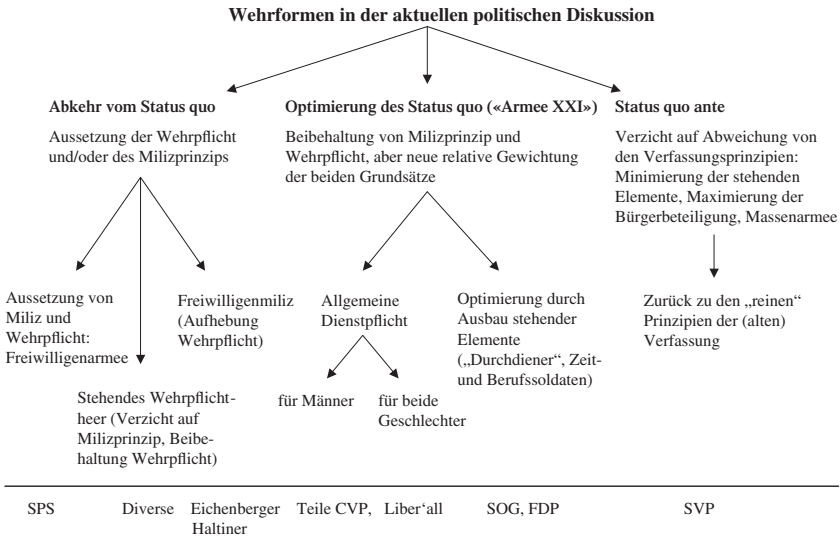 Wehrformen in der aktuellen politischen Diskussion
Abkehr vom Status quo
Aussetzung der Wehrpflicht
und/oder des Milizprinzips
Optimierung des Status quo («Armee XXI»)
Beibehaltung von Milizprinzip und
Wehrpflicht, aber neue relative Gewichtung
der beiden Grundsätze
Status quo ante
Verzicht auf Abweichung von
den Verfassungsprinzipien:
Minimierung der stehenden
Elemente, Maximierung der
Bürgerbeteiligung, Massenarmee
Aussetzung von
Miliz und
Wehrpflicht:
Freiwilligenarmee
Freiwilligenmiliz
(Aufhebung
Wehrpflicht)
Allgemeine
Dienstpflicht
Optimierung durch
Ausbau stehender
Elemente
(„Durchdiener“, Zeit-
und Berufssoldaten)
Zurück zu den „reinen“
Prinzipien der (alten)
Verfassung
Stehendes Wehrpflicht-
heer (Verzicht auf
Milizprinzip, Beibe-
haltung Wehrpflicht)
für Männer
für beide
Geschlechter
SPS
Diverse
Eichenberger
Haltiner
Teile CVP,
Liber‘all
SOG, FDP
SVP